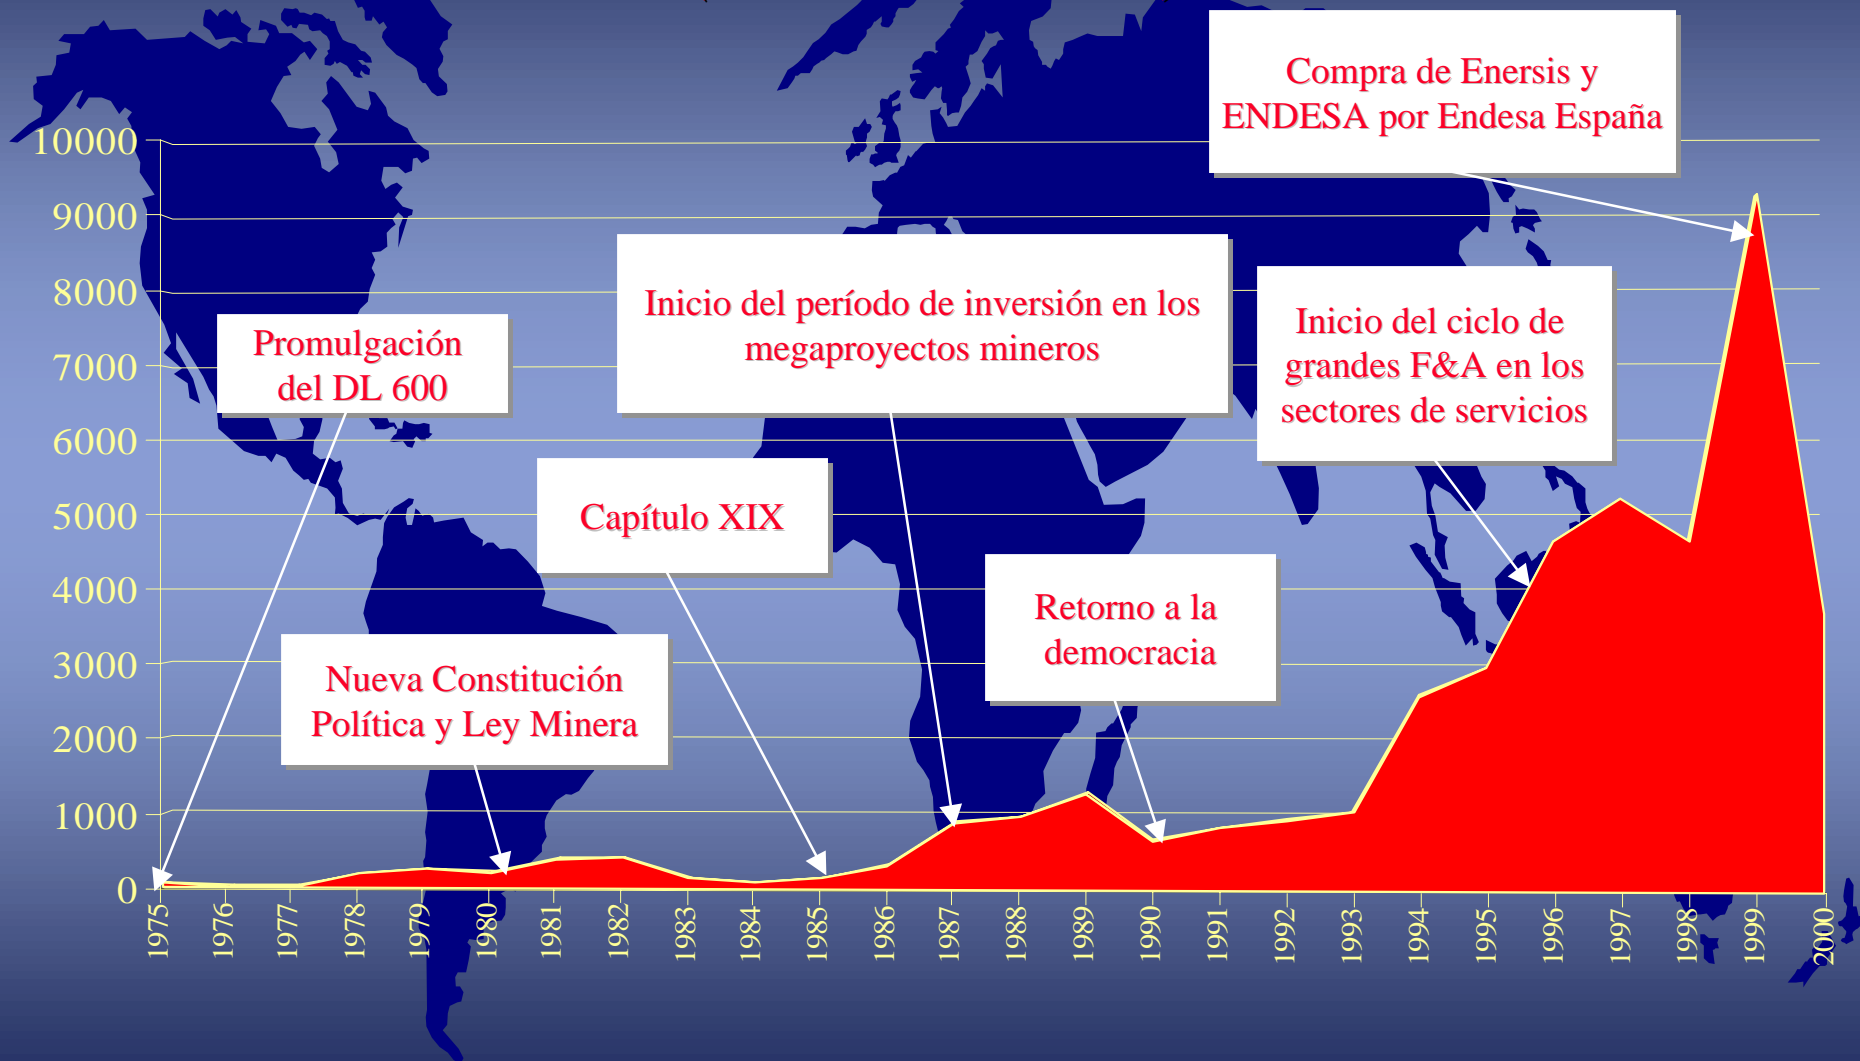 Compra de Enersis y
ENDESA por Endesa España
Inicio del período de inversión en los
megaproyectos mineros
Inicio del ciclo de
grandes F&A en los
sectores de servicios
Promulgación
del DL 600
Capítulo XIX
Retorno a la
democracia
Nueva Constitución
Política y Ley Minera
10000
9000
8000
7000
6000
5000
4000
3000
2000
1000
0
1975
1976
1977
1978
1979
1980
1981
1982
1983
1984
1985
1986
1987
1988
1989
1990
1991
1992
1993
1994
1995
1996
1997
1998
1999
2000